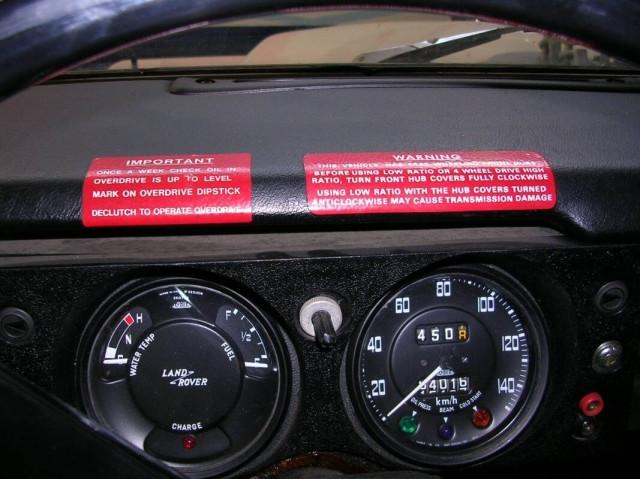 IMPORTANT
ONCE A WEEK CHECK OIL IN
OVERDRIVE IS UP TO LEVEL
MARK ON OVERDRIVE DIPSTICK
DECLUTCH TO OPERATE OVERDRIVE
WARNING
BEFORE USING LOW RATIO OR 4 WHEEL DRIVE HIGH
RATIO, TURN FRONT HUB COVERS FULLY CLOCKWISE
USING LOW RATIO WITH THE HUB COVERS TURNED
ANTICLOCKWISE MAY CAUSE TRANSMISSION DAMAGE
JAEGER
H
N
WATER TEMP
F
1/2
FUEL
LAND
ROVER
CHARGE
20
40
60
80
100
120
140
450
JAEGER
km/h
OIL PRESS
BEAM
COLD START